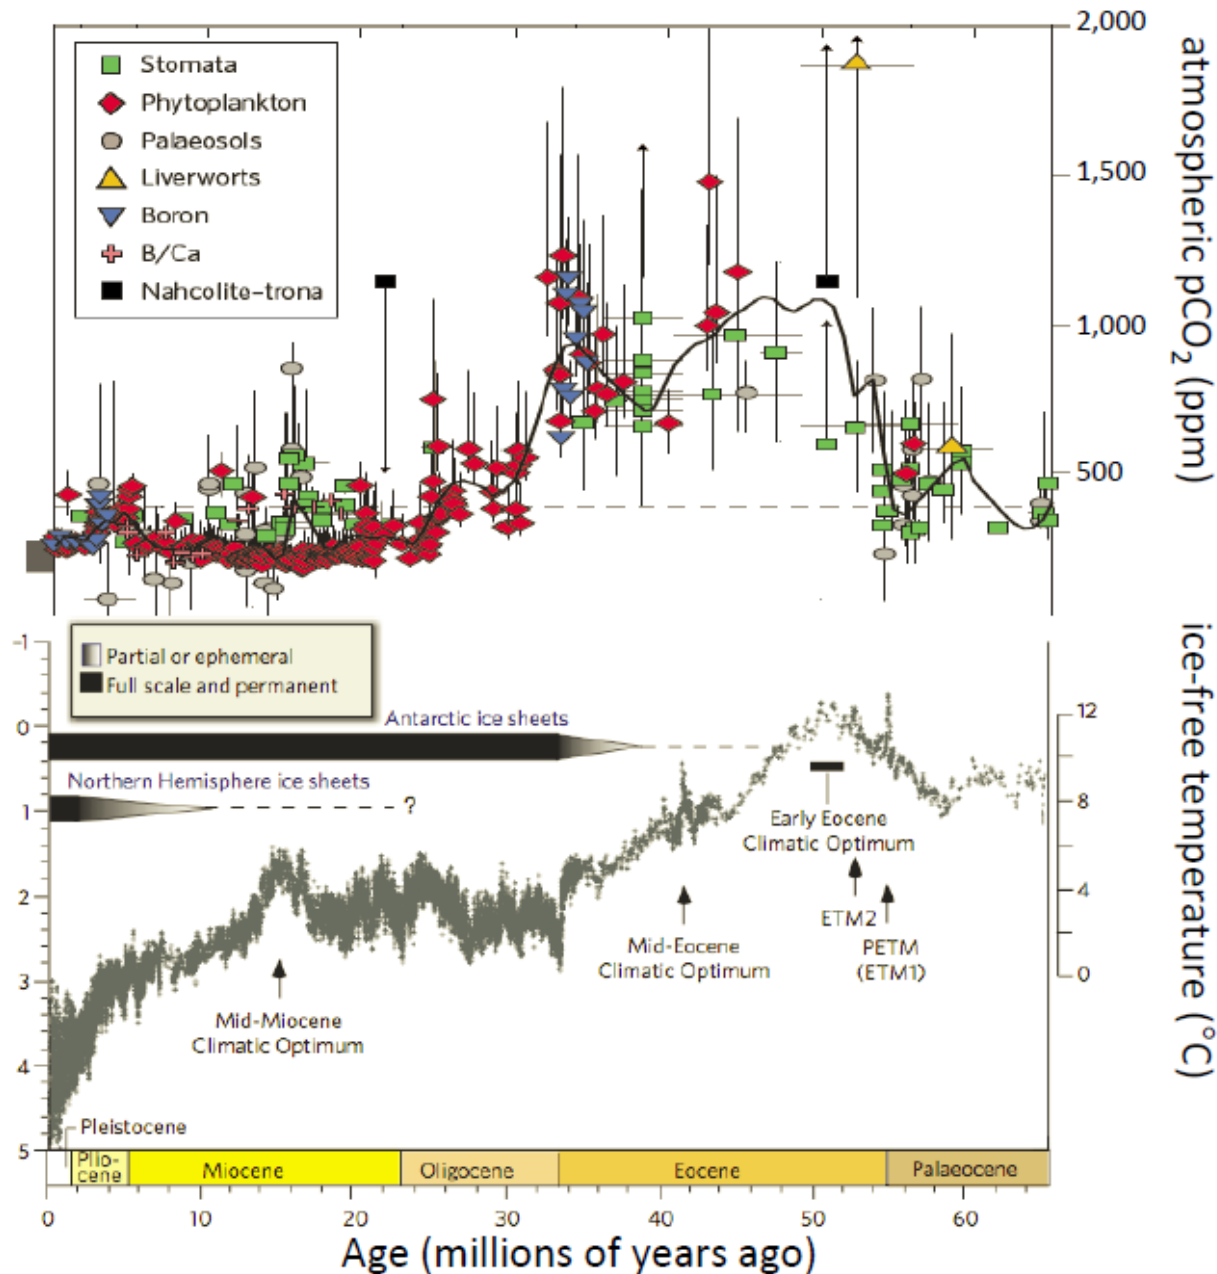 Stomata
Phytoplankton
Palaeosols
Liverworts
Boron
B/Ca
Nahcolite–trona
2,000
1,500
1,000
500
atmospheric pCO₂ (ppm)
Partial or ephemeral
Full scale and permanent
Antarctic ice sheets
Northern Hemisphere ice sheets
?
-1
0
1
2
3
4
5
12
8
4
0
ice-free temperature (°C)
Early Eocene
Climatic Optimum
ETM2
PETM
(ETM1)
Mid-Eocene
Climatic Optimum
Mid-Miocene
Climatic Optimum
Pleistocene
Plio-
cene
Miocene
Oligocene
Eocene
Palaeocene
0
10
20
30
40
50
60
Age (millions of years ago)